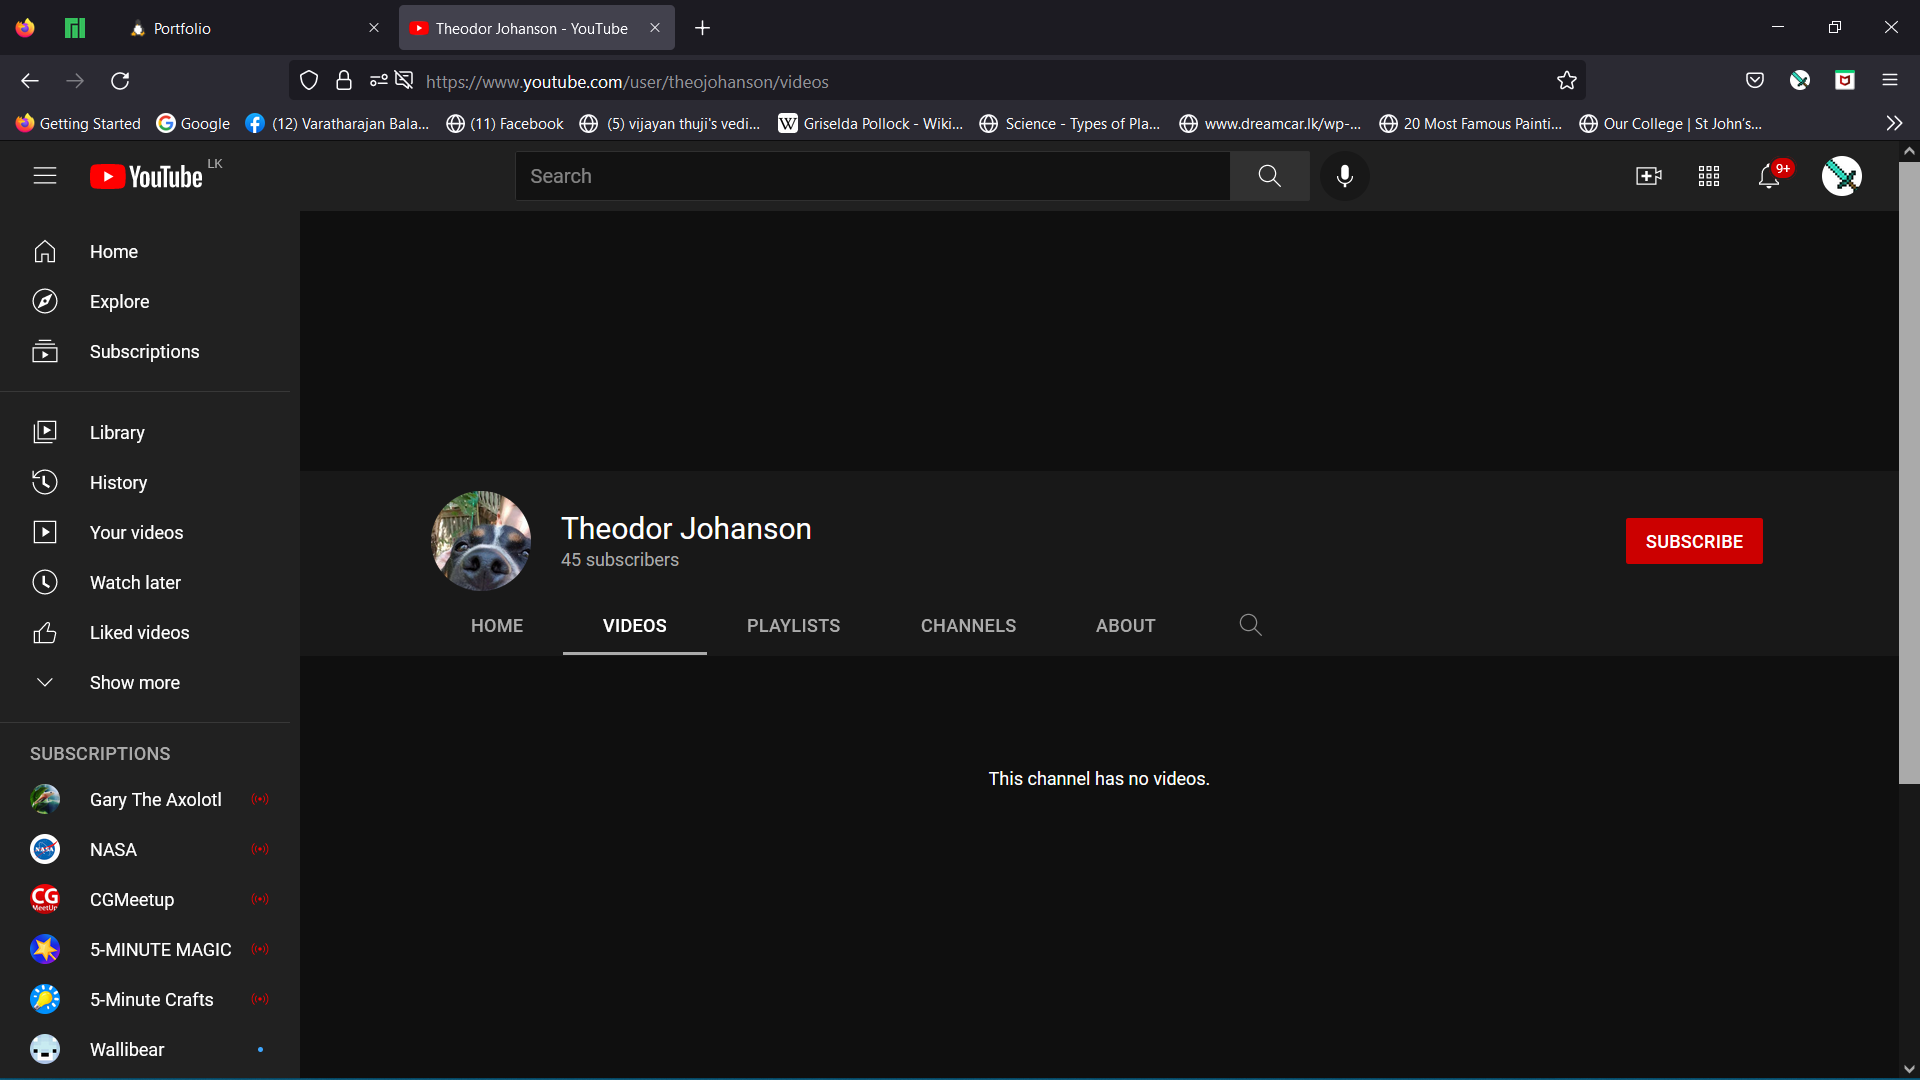 Portfolio
Theodor Johanson - YouTube
https://www.youtube.com/user/theojohanson/videos
Getting Started
Google
(12) Varatharajan Bala...
(11) Facebook
(5) vijayan thuji's vedi...
W Griselda Pollock - Wiki...
Science - Types of Pla...
www.dreamcar.lk/wp-...
20 Most Famous Painti...
Our College | St John's...
YouTube LK
Search
9+
Home
Explore
Subscriptions
Library
History
Your videos
Watch later
Liked videos
Show more
SUBSCRIPTIONS
Gary The Axolotl
NASA NASA
CG MeetUp CGMeetup
5-MINUTE MAGIC
5-Minute Crafts
Wallibear
Theodor Johanson
45 subscribers
SUBSCRIBE
HOME
VIDEOS
PLAYLISTS
CHANNELS
ABOUT
This channel has no videos.